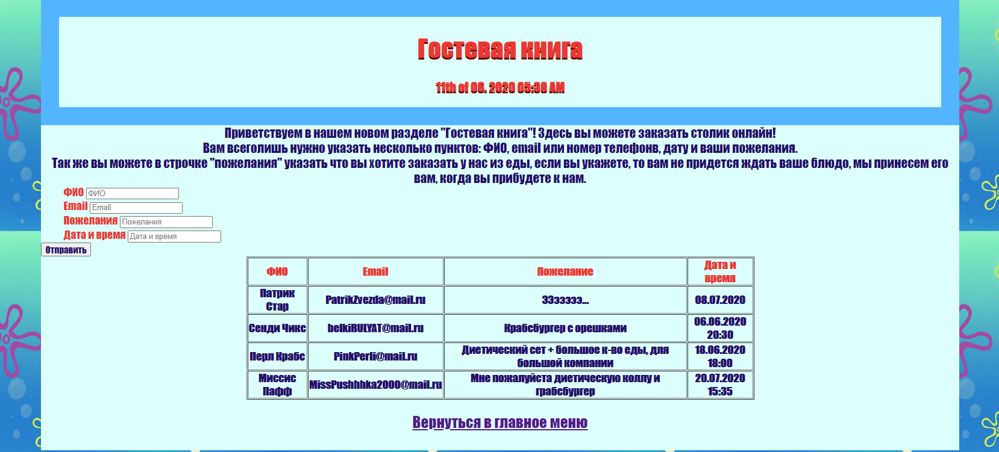 Гостевая книга
11th of 06. 2020 05:38 AM
Приветствуем в нашем новом разделе "Гостевая книга"! Здесь вы можете заказать столик онлайн!
Вам всеголишь нужно указать несколько пунктов: ФИО, email или номер телефонв, дату и ваши пожелания.
Так же вы можете в строчке "пожелания" указать что вы хотите заказать у нас из еды, если вы укажете, то вам не придется ждать ваше блюдо, мы принесем его
вам, когда вы прибудете к нам.
ФИО ФИО
Email Email
Пожелания Пожелания
Дата и время Дата и время
Отправить
ФИО Email Пожелание Дата и
время
Патрик
Стар PatrikZvezda@mail.ru ЭЭэээээ... 08.07.2020
Сенди Чикс belkiRULYAT@mail.ru Крабсбургер с орешками 06.06.2020
20:30
Перл Крабс PinkPerli@mail.ru Диетический сет + большое к-во еды, для
большой компании 18.06.2020
18:00
Миссис
Пафф MissPushhhka2000@mail.ru Мне пожалуйста диетическую коллу и
грабсбургер 20.07.2020
15:35
Вернуться в главное меню